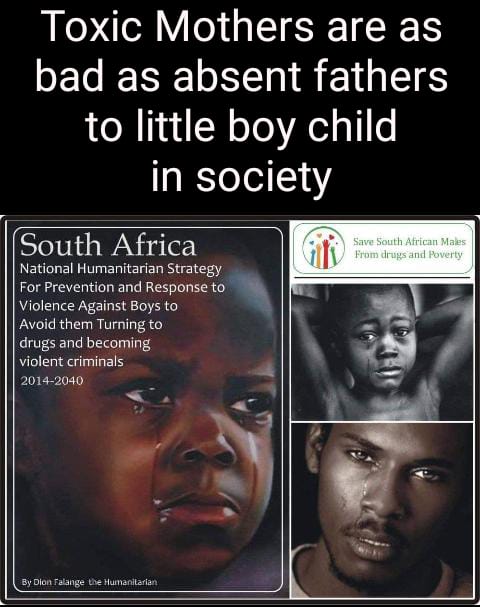 Toxic Mothers are as
bad as absent fathers
to little boy child
in society
South Africa
National Humanitarian Strategy
For Prevention and Response to
Violence Against Boys to
Avoid them Turning to
drugs and becoming
violent criminals
2014-2040
By Dion Falange the Humanitarian
Save South African Males
From drugs and Poverty